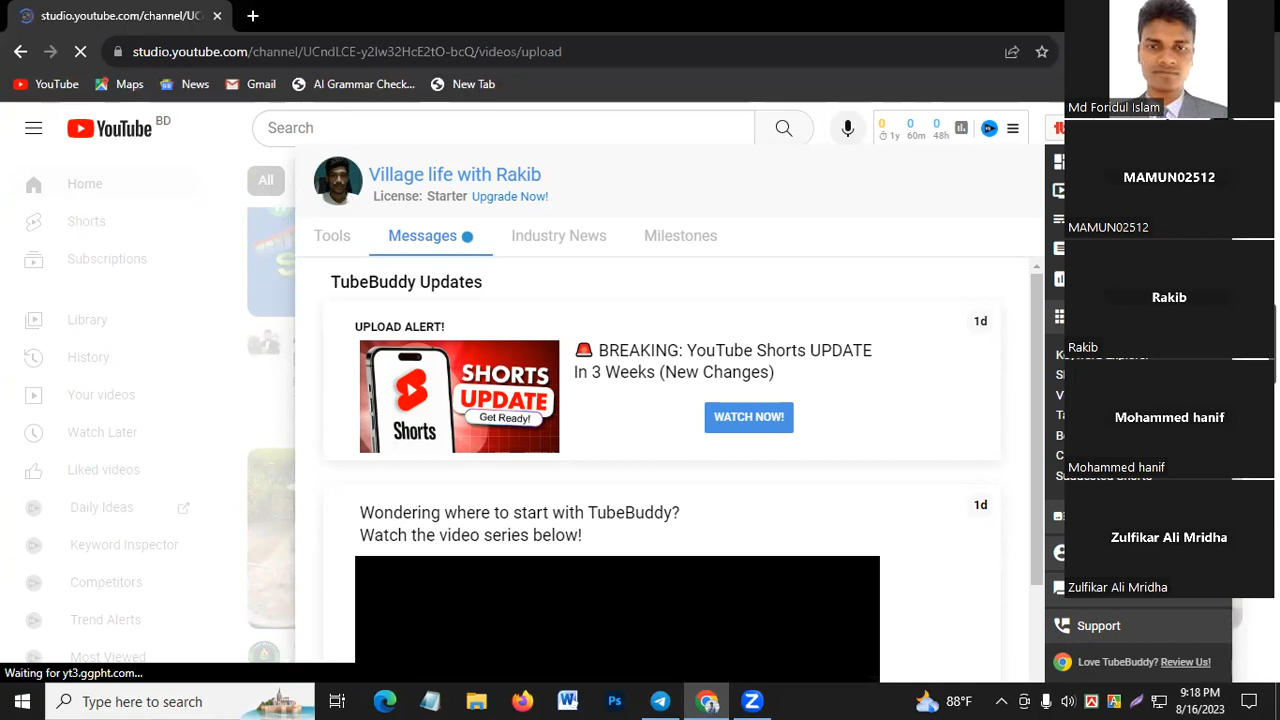 studio.youtube.com/channel/UC
studio.youtube.com/channel/UCndLCE-y2Iw32HcE2tO-bcQ/videos/upload
YouTube
Maps
News
Gmail
AI Grammar Check...
New Tab
YouTube BD
Search
0 0 0
1y 60m 48h
Home
Shorts
Subscriptions
Library
History
Your videos
Watch Later
Liked videos
Daily Ideas
Keyword Inspector
Competitors
Trend Alerts
Most Viewed
All
Village life with Rakib
License: Starter Upgrade Now!
Tools
Messages
Industry News
Milestones
TubeBuddy Updates
UPLOAD ALERT!
1d
SHORTS
UPDATE
Get Ready!
Shorts
BREAKING: YouTube Shorts UPDATE
In 3 Weeks (New Changes)
WATCH NOW!
Wondering where to start with TubeBuddy?
Watch the video series below!
1d
Md Foridul Islam
MAMUN02512
MAMUN02512
Rakib
Rakib
Mohammed hanif
Mohammed hanif
Zulfikar Ali Mridha
Zulfikar Ali Mridha
Support
Love TubeBuddy? Review Us!
Waiting for yt3.ggpht.com...
Type here to search
88°F
9:18 PM
8/16/2023